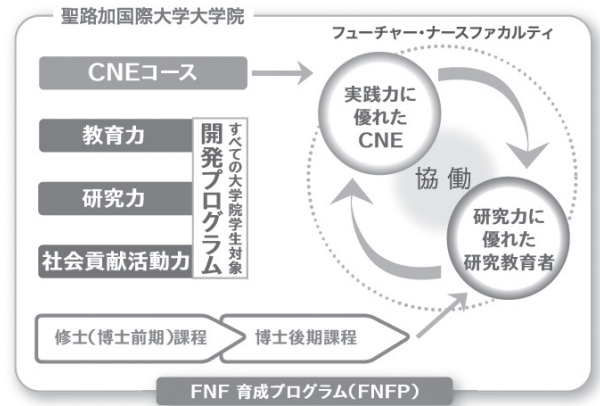 聖路加国際大学大学院
フューチャー・ナースファカルティ
CNEコース
実践力に
優れた
CNE
教育力
研究力
社会貢献活動力
すべての大学院学生対象
開発プログラム
協働
研究力に
優れた
研究教育者
修士(博士前期)課程
博士後期課程
FNF 育成プログラム(FNFP)